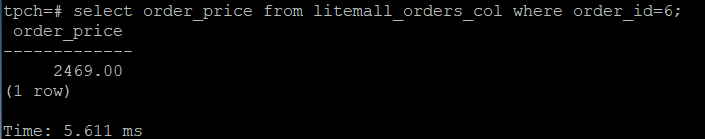 tpch=# select order_price from litemall_orders_col where order_id=6;
 order_price
-------------
     2469.00
(1 row)

Time: 5.611 ms